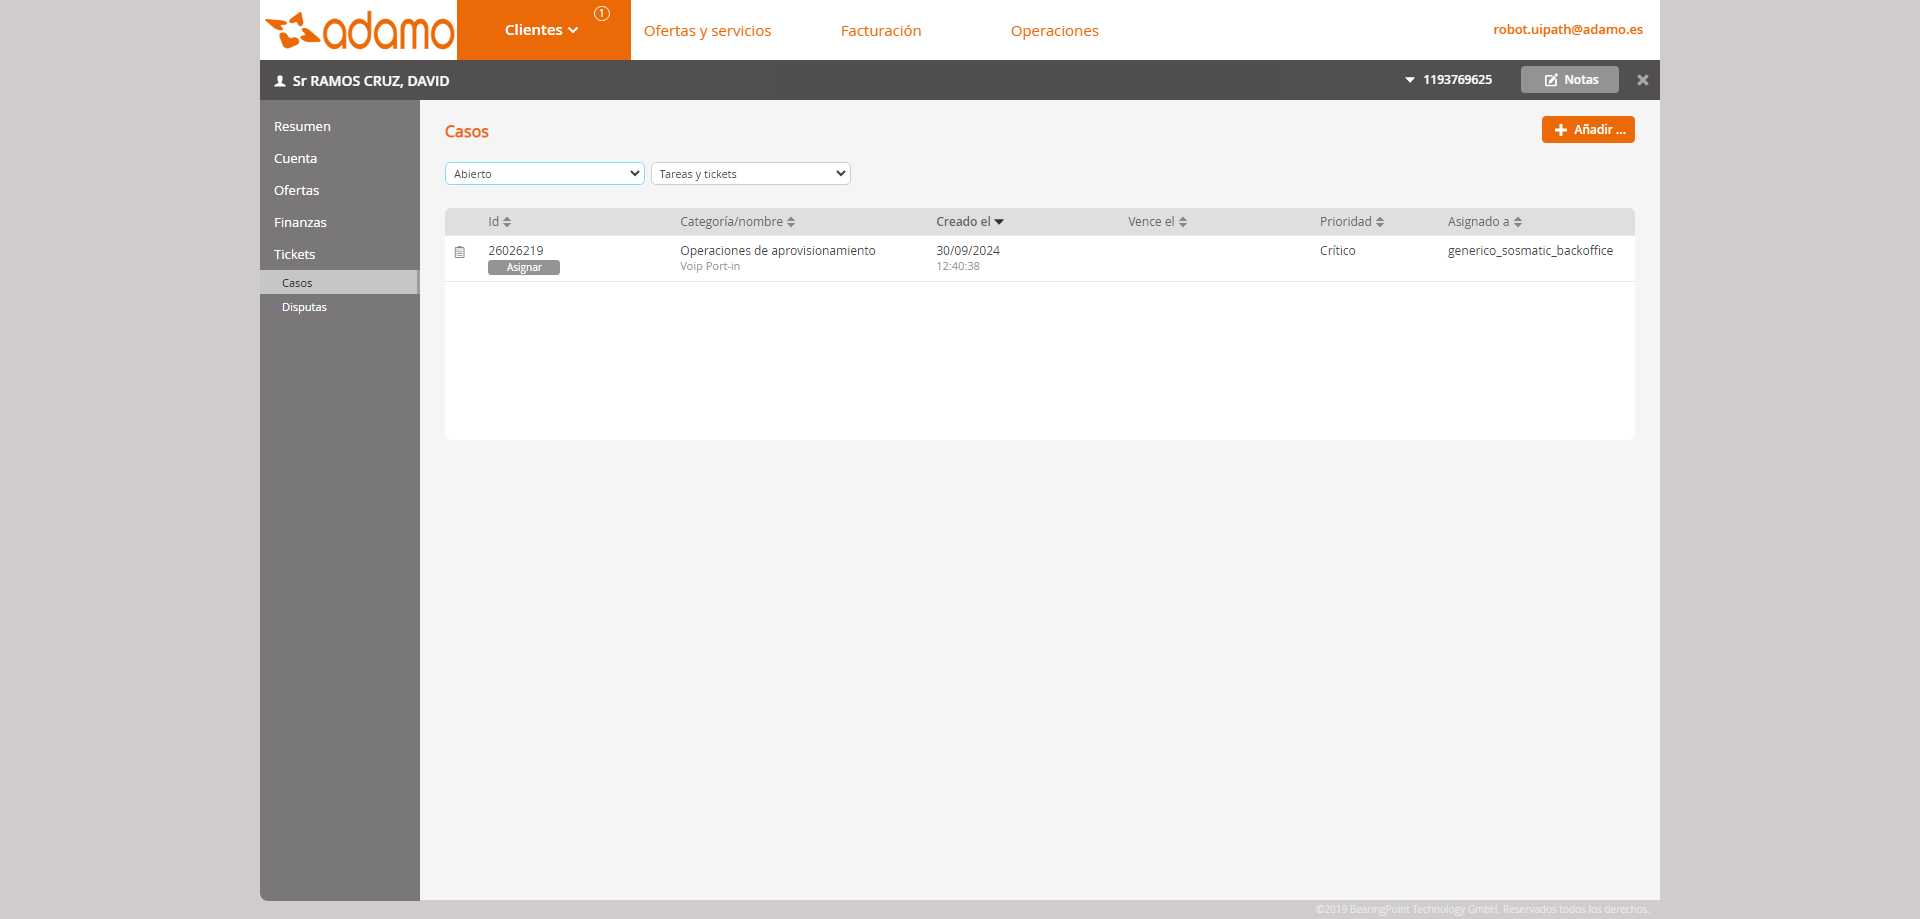 adamo
Clientes
1
Ofertas y servicios
Facturación
Operaciones
robot.uipath@adamo.es
Sr RAMOS CRUZ, DAVID
1193769625
Notas
Resumen
Cuenta
Ofertas
Finanzas
Tickets
Casos
Disputas
Casos
Añadir ...
Abierto
Tareas y tickets
Id
Categoría/nombre
Creado el
Vence el
Prioridad
Asignado a
26026219
Operaciones de aprovisionamiento
30/09/2024
Crítico
generico_sosmatic_backoffice
Asignar
Voip Port-in
12:40:38
©2019 BearingPoint Technology GmbH. Reservados todos los derechos.